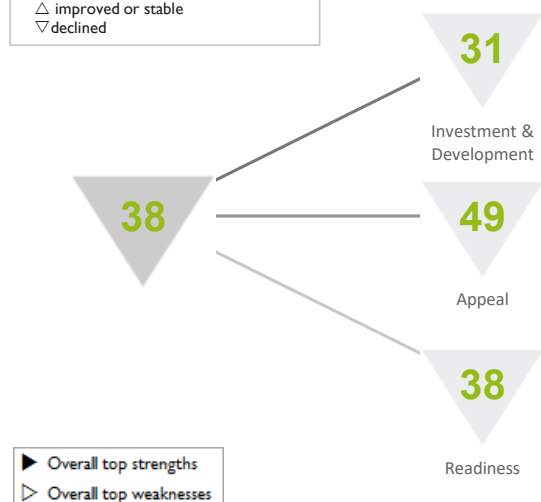 △ improved or stable
▽ declined
31
Investment &
Development
38
49
Appeal
38
Readiness
▶ Overall top strengths
▷ Overall top weaknesses